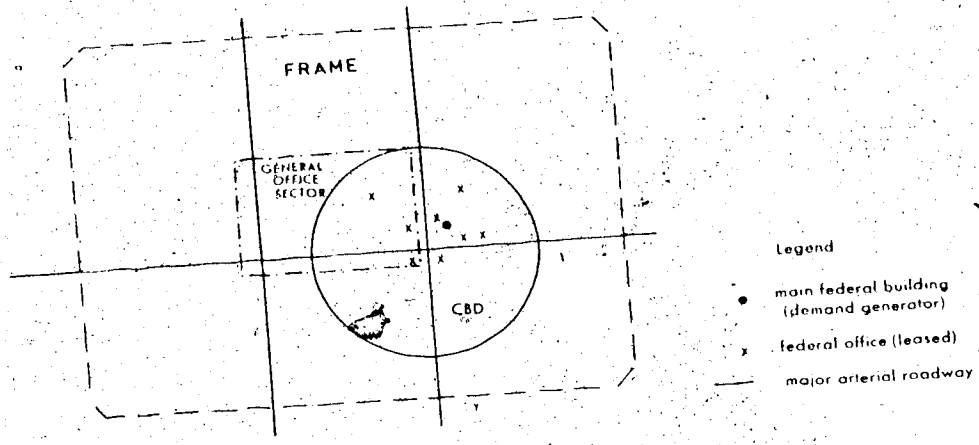 FRAME
GENERAL
OFFICE
SECTOR
CBD
Legend
main federal building
(demand generator)
x federal office (leased)
major arterial roadway